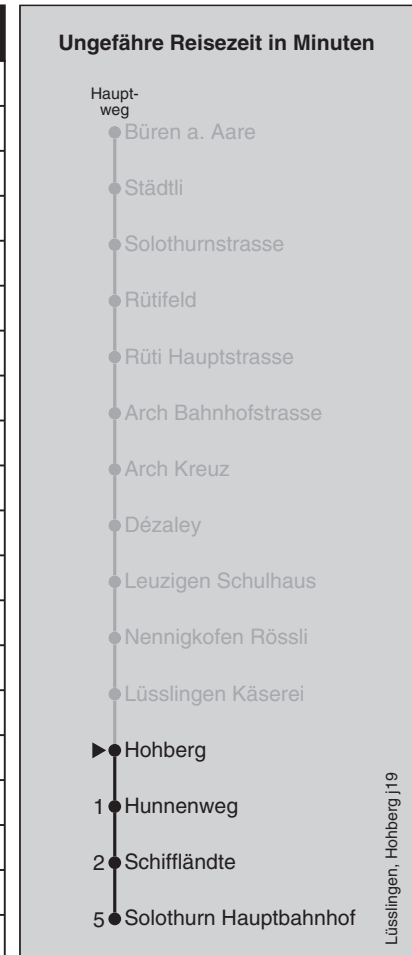 Ungefähre Reisezeit in Minuten
Haupt-
weg
Büren a. Aare
Städtli
Solothurnstrasse
Rütifeld
Rüti Hauptstrasse
Arch Bahnhofstrasse
Arch Kreuz
Dézaley
Leuzigen Schulhaus
Nennigkofen Rössli
Lüsslingen Käserei
Hohberg
1 Hunnenweg
2 Schiffländte
5 Solothurn Hauptbahnhof
Lüsslingen, Hohberg j19